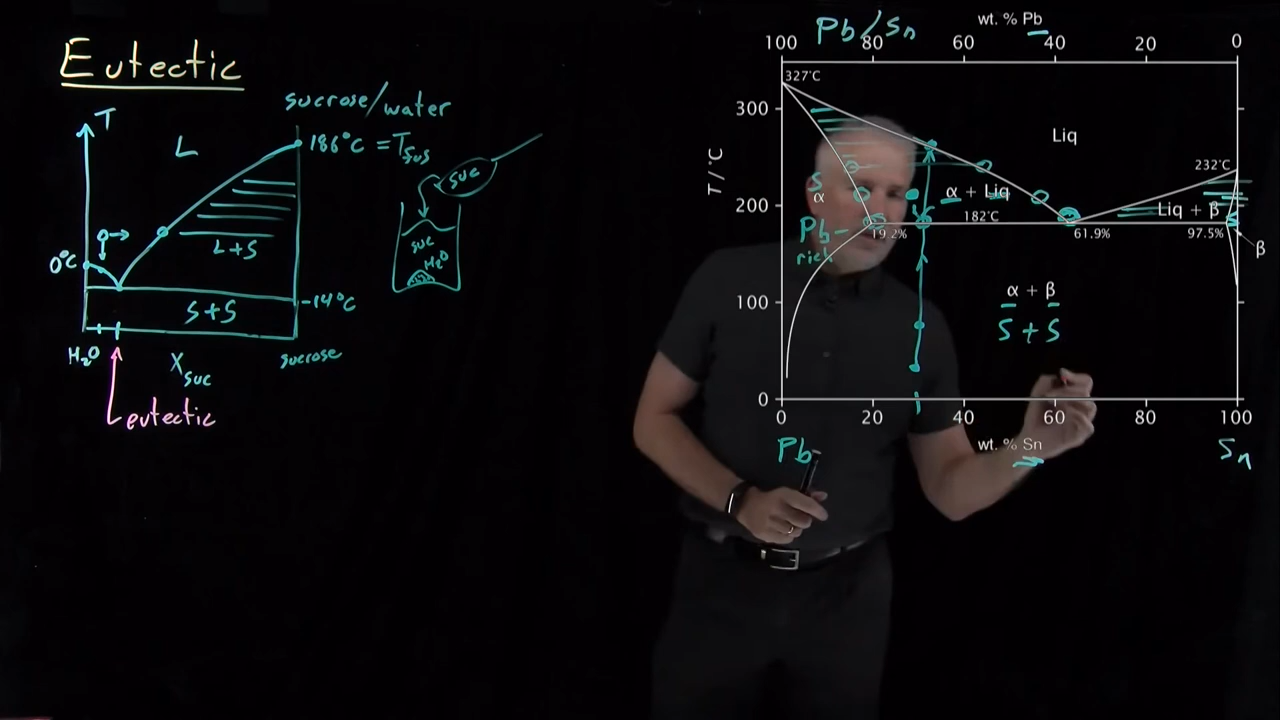 Eutectic
sucrose/water
T
L
186°C = Tsus
suc
suc
H₂O
L+S
0°C
S+S
-14°C
H₂O
Xsuc
sucrose
eutectic
Pb/Sn
wt. % Pb
100 80 60 40 20 0
327°C
300
Liq
T/°C
232°C
S
α
α + Liq
200
182°C
Liq + β
Pb-
rich
19.2%
61.9%
97.5%
β
α + β
100
S + S
0
0 20 40 60 80 100
wt. % Sn
Pb
Sn